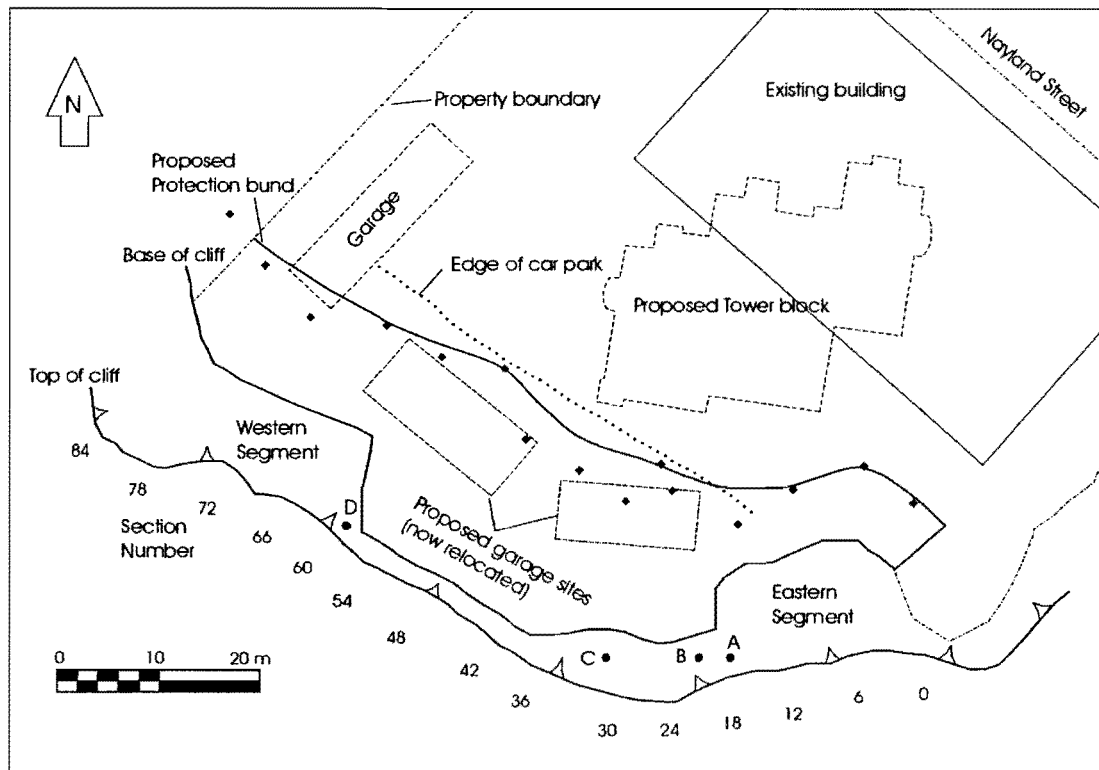 Nayland Street
Existing building
N
Property boundary
Proposed
Protection bund
Garage
Base of cliff
Edge of car park
Proposed Tower block
Top of cliff
Western
Segment
84
78
72
66
60
54
48
42
36
30
24
18
12
6
0
Section
Number
D
Proposed garage sites
(now relocated)
Eastern
Segment
C
B
A
0
10
20 m